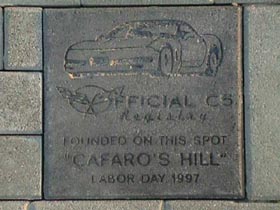 OFFICIAL C5
Registry
FOUNDED ON THIS SPOT
"CAFARO'S HILL"
LABOR DAY 1997